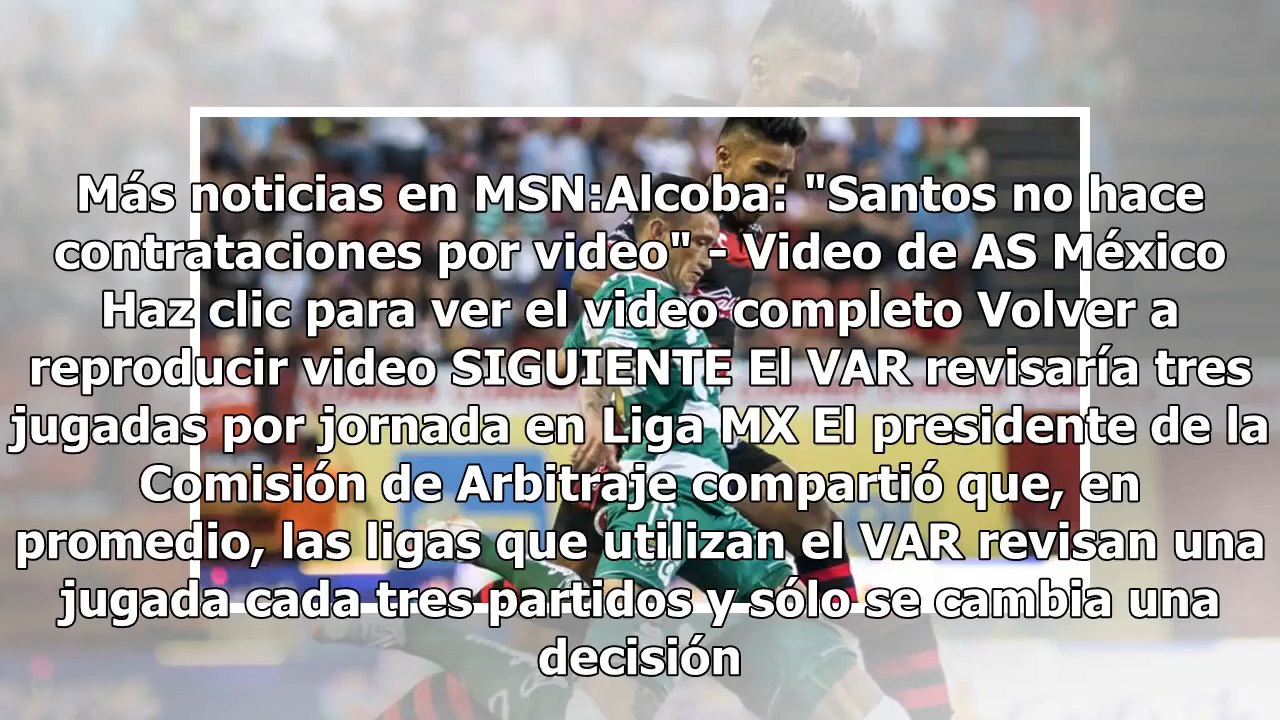 Más noticias en MSN:Alcoba: "Santos no hace
contrataciones por video" - Video de AS México
Haz clic para ver el video completo Volver a
reproducir video SIGUIENTE El VAR revisaría tres
jugadas por jornada en Liga MX El presidente de la
Comisión de Arbitraje compartió que, en
promedio, las ligas que utilizan el VAR revisan una
jugada cada tres partidos y sólo se cambia una
decisión